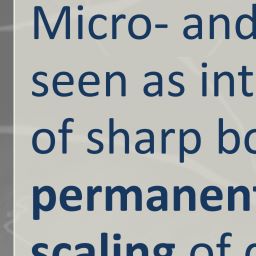 Micro- and
seen as int
of sharp bo
permanent
scaling of